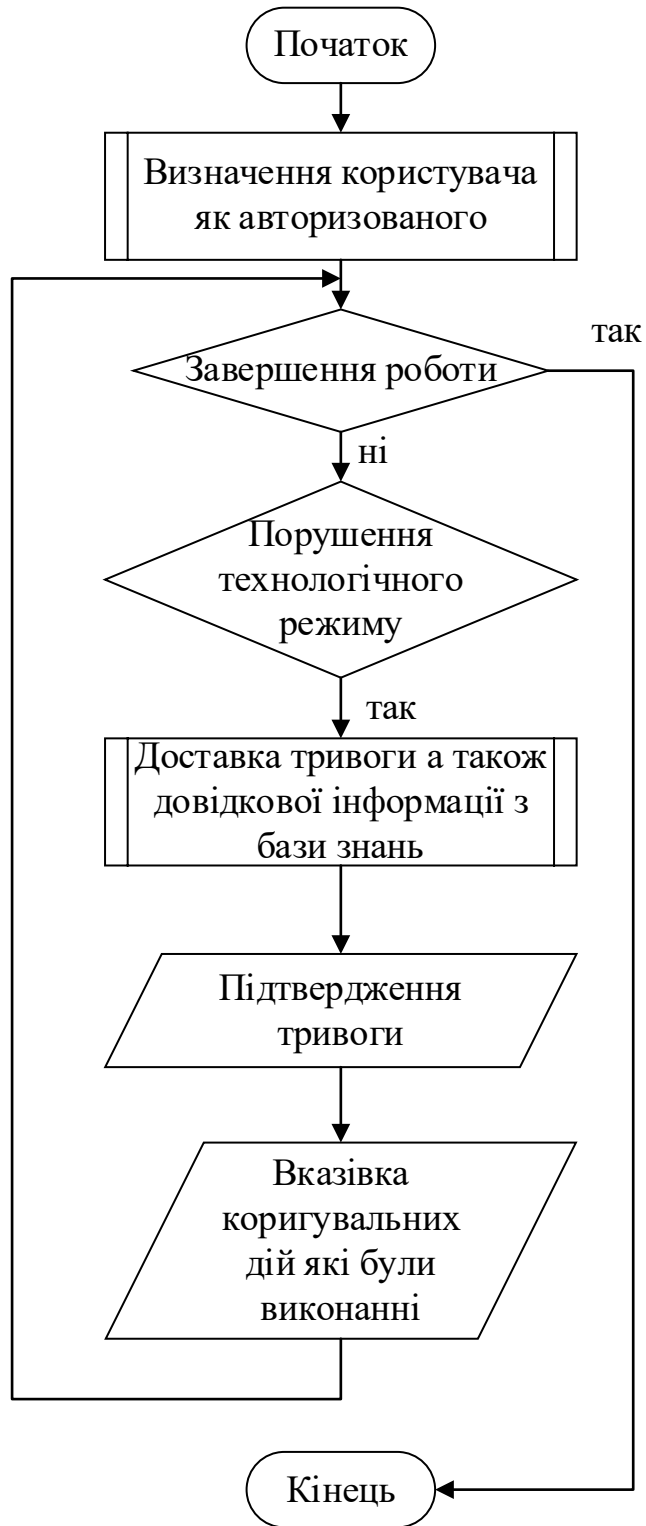 Початок
Визначення користувача
як авторизованого
так
Завершення роботи
ні
Порушення
технологічного
режиму
так
Доставка тривоги а також
довідкової інформації з
бази знань
Підтвердження
тривоги
Вказівка
коригувальних
дій які були
виконанні
Кінець